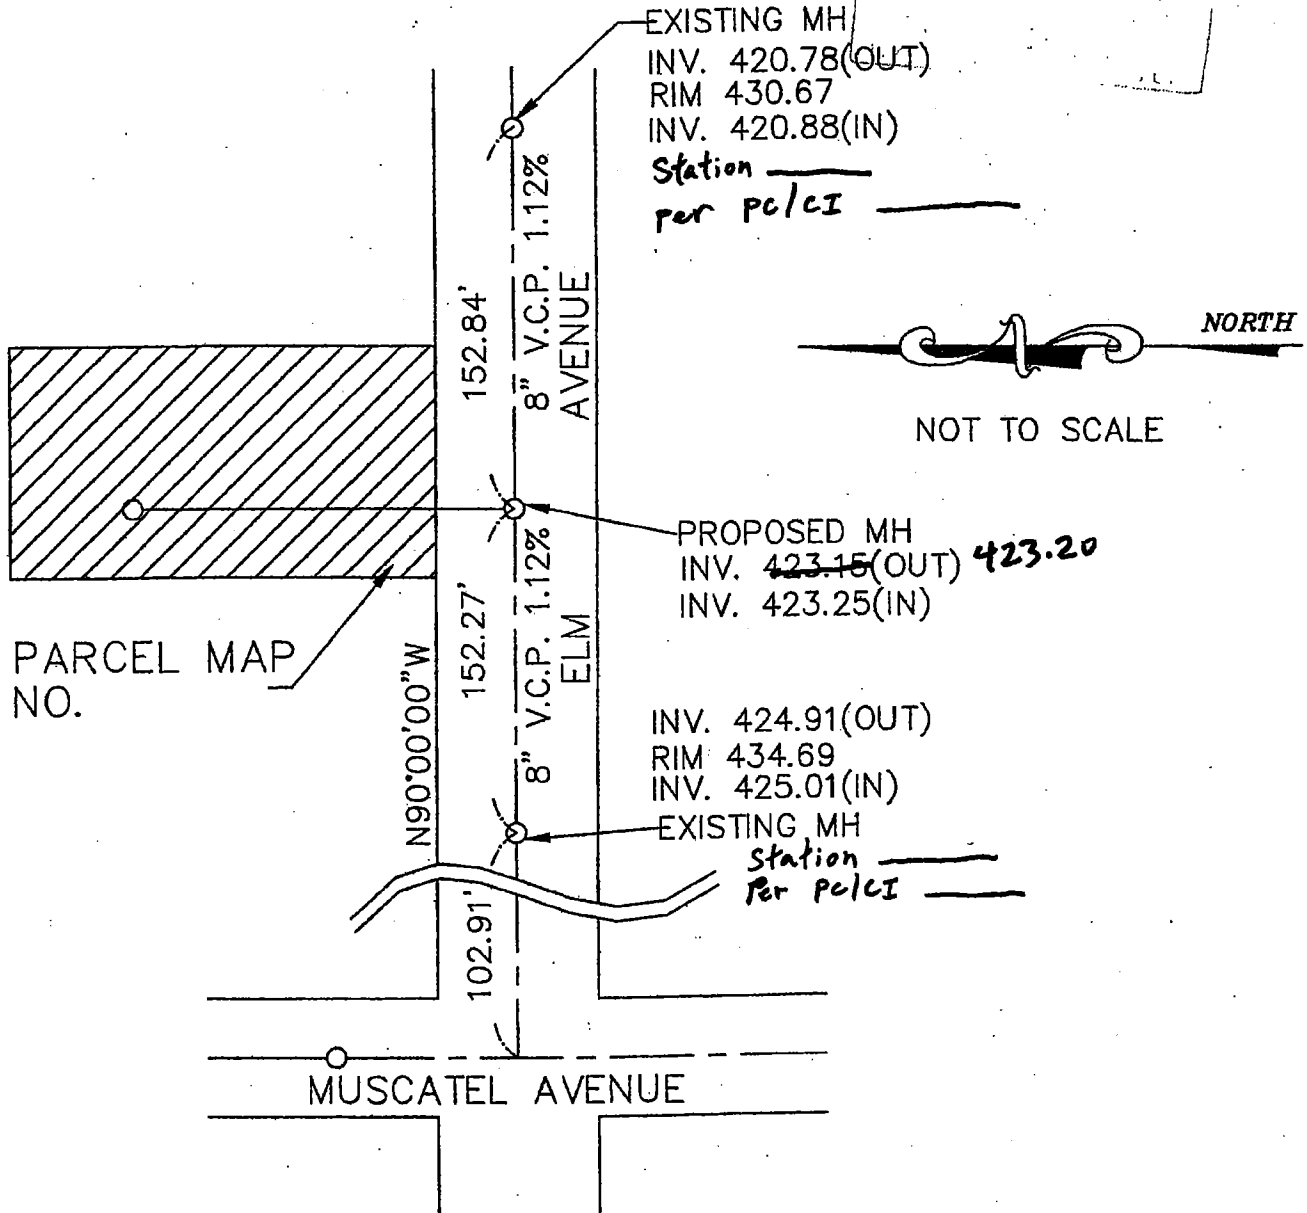 EXISTING MH
INV. 420.78(OUT)
RIM 430.67
INV. 420.88(IN)
Station
per pc/CI
152.84'
8" V.C.P. 1.12%
AVENUE
NORTH
NOT TO SCALE
PROPOSED MH
INV. 423.15(OUT) 423.20
INV. 423.25(IN)
PARCEL MAP
NO.
N90°00'00"W
152.27'
8" V.C.P. 1.12%
ELM
INV. 424.91(OUT)
RIM 434.69
INV. 425.01(IN)
EXISTING MH
Station
Per pc/CI
102.91'
MUSCATEL AVENUE